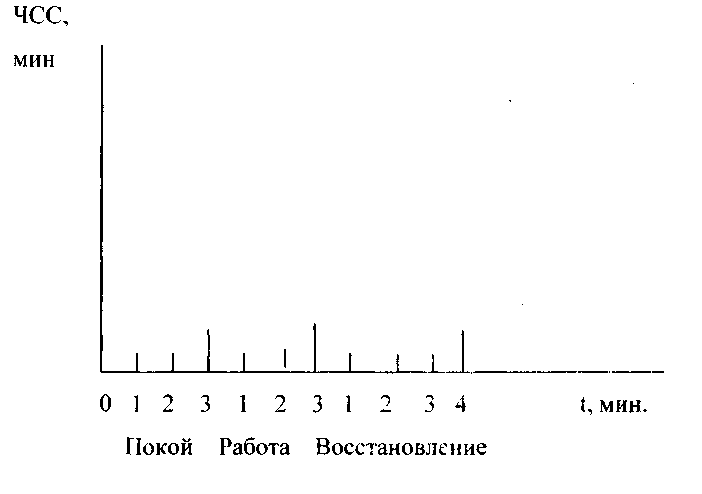 ЧСС,
мин
0 1 2 3 1 2 3 1 2 3 4 t, мин.
Покой Работа Восстановление